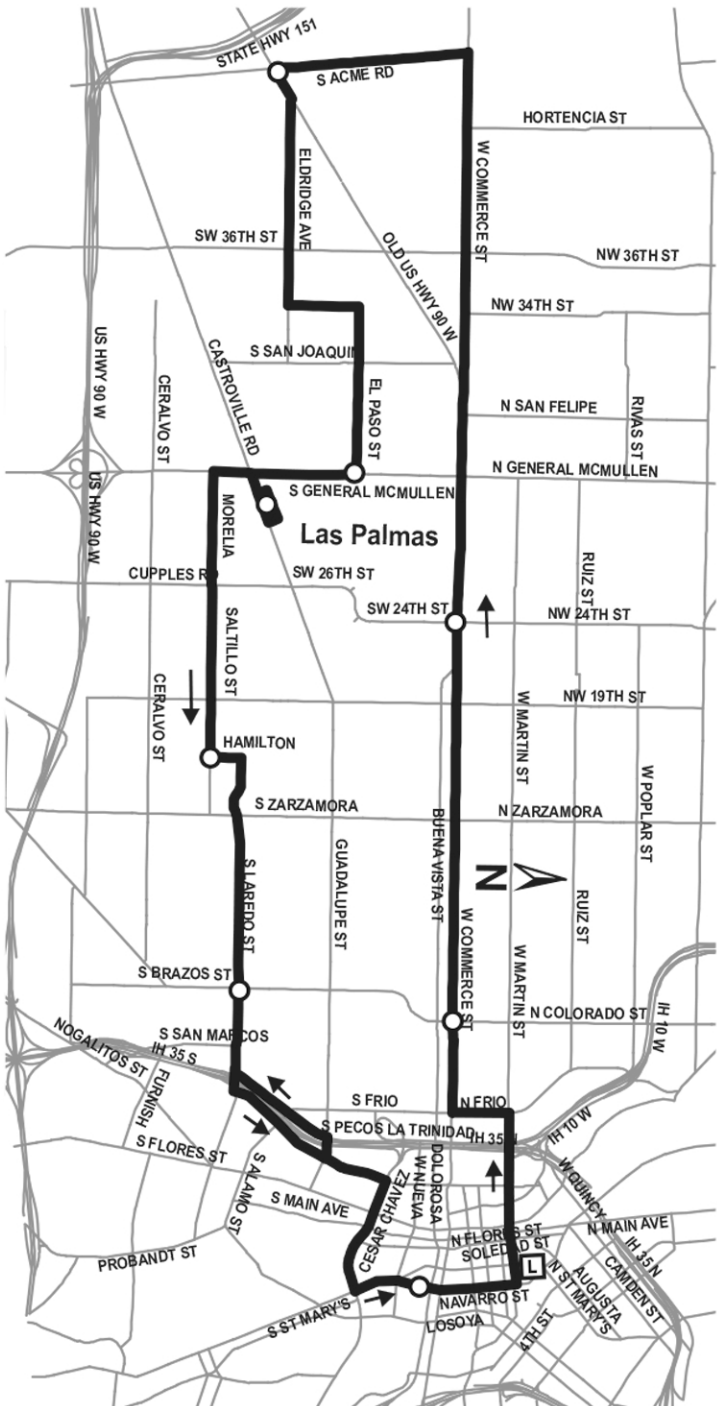 STATE HWY 151
S ACME RD
HORTENCIA ST
W COMMERCE ST
ELDRIDGE AVE
SW 36TH ST
OLD US HWY 90 W
NW 36TH ST
NW 34TH ST
US HWY 90 W
CASTROVILLE RD
S SAN JOAQUIN
CERALVO ST
EL PASO ST
N SAN FELIPE
RIVAS ST
N GENERAL MCMULLEN
US HWY 90 W
S GENERAL MCMULLEN
MORELIA
Las Palmas
CUPPLES RD
SW 26TH ST
RUIZ ST
SW 24TH ST
NW 24TH ST
SALTILLO ST
CERALVO ST
NW 19TH ST
W MARTIN ST
HAMILTON
W POPLAR ST
S ZARZAMORA
N ZARZAMORA
BUENA VISTA ST
GUADALUPE ST
S LAREDO ST
N
RUIZ ST
W COMMERCE ST
W MARTIN ST
S BRAZOS ST
N COLORADO ST
IH 10 W
NOGALITOS ST
S SAN MARCOS
IH 35 S
FURNISH
S FRIO
N FRIO
S PECOS LA TRINIDAD
IH 35 N
IH 10 W
S FLORES ST
S ALAMO ST
DOLOROSA
W NUEVA
CESAR CHAVEZ
W QUINCY
S MAIN AVE
N FLORES ST
N MAIN AVE
SOLEDAD ST
IH 35 N
PROBANDT ST
L
N ST MARY'S
AUGUSTA
CAMDEN ST
S ST MARY'S
NAVARRO ST
LOSOYA
4TH ST